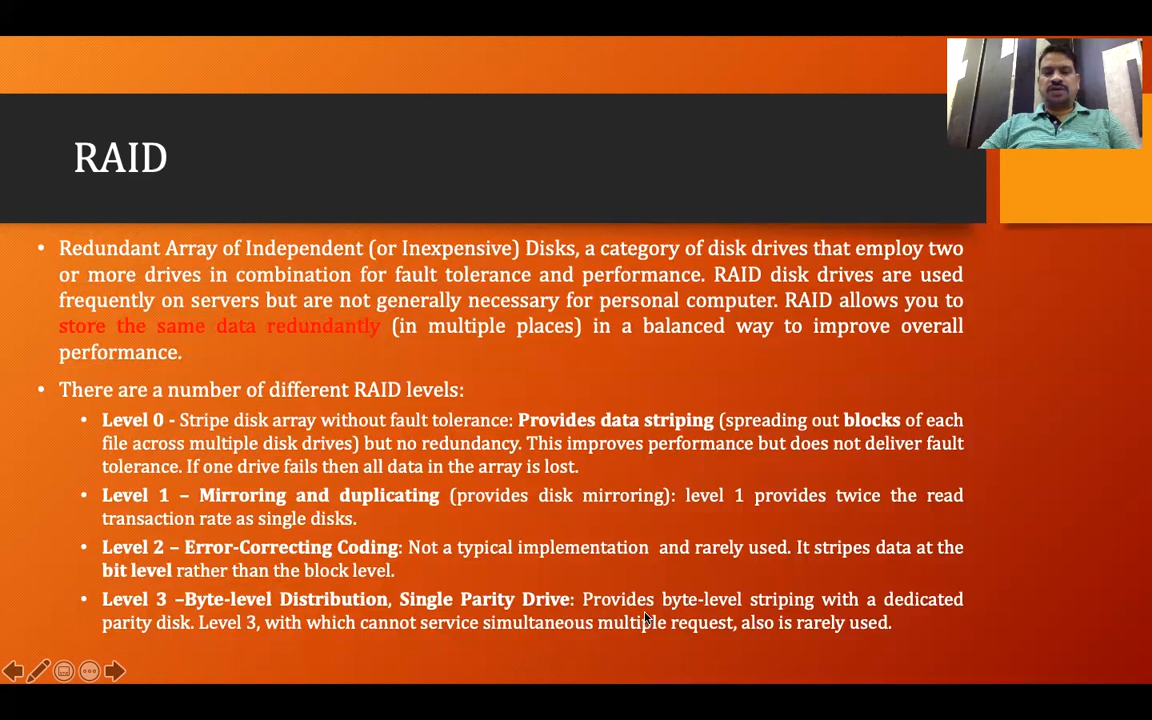 RAID
• Redundant Array of Independent (or Inexpensive) Disks, a category of disk drives that employ two
or more drives in combination for fault tolerance and performance. RAID disk drives are used
frequently on servers but are not generally necessary for personal computer. RAID allows you to
store the same data redundantly (in multiple places) in a balanced way to improve overall
performance.
• There are a number of different RAID levels:
• Level 0 - Stripe disk array without fault tolerance: Provides data striping (spreading out blocks of each
file across multiple disk drives) but no redundancy. This improves performance but does not deliver fault
tolerance. If one drive fails then all data in the array is lost.
• Level 1 – Mirroring and duplicating (provides disk mirroring): level 1 provides twice the read
transaction rate as single disks.
• Level 2 – Error-Correcting Coding: Not a typical implementation and rarely used. It stripes data at the
bit level rather than the block level.
• Level 3 –Byte-level Distribution, Single Parity Drive: Provides byte-level striping with a dedicated
parity disk. Level 3, with which cannot service simultaneous multiple request, also is rarely used.